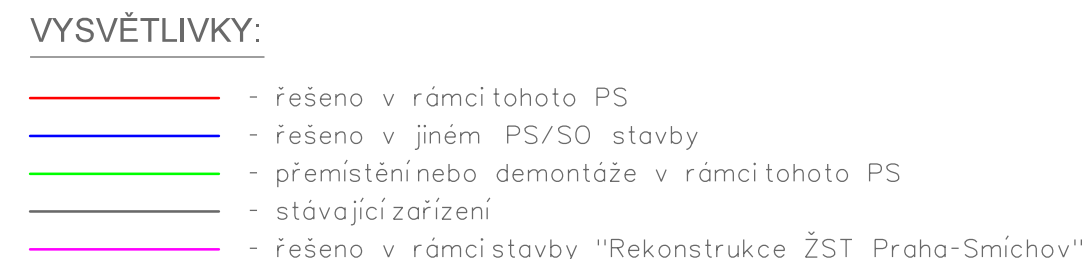 VYSVĚTLIVKY:
- řešeno v rámci tohoto PS
- řešeno v jiném PS/SO stavby
- přemístění nebo demontáže v rámci tohoto PS
- stávající zařízení
- řešeno v rámci stavby "Rekonstrukce ŽST Praha-Smíchov"